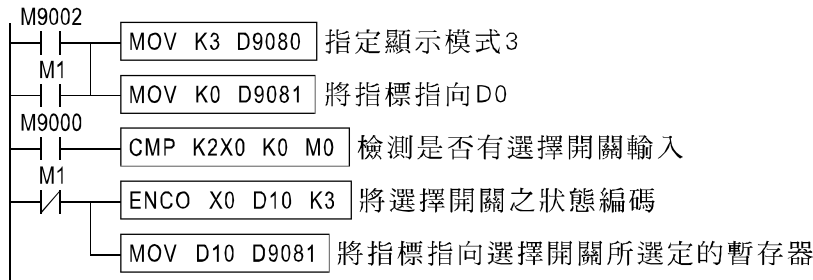 M9002
MOV K3 D9080 指定顯示模式3
M1
MOV K0 D9081 將指標指向D0
M9000
CMP K2X0 K0 M0 檢測是否有選擇開關輸入
M1
ENCO X0 D10 K3 將選擇開關之狀態編碼
MOV D10 D9081 將指標指向選擇開關所選定的暫存器